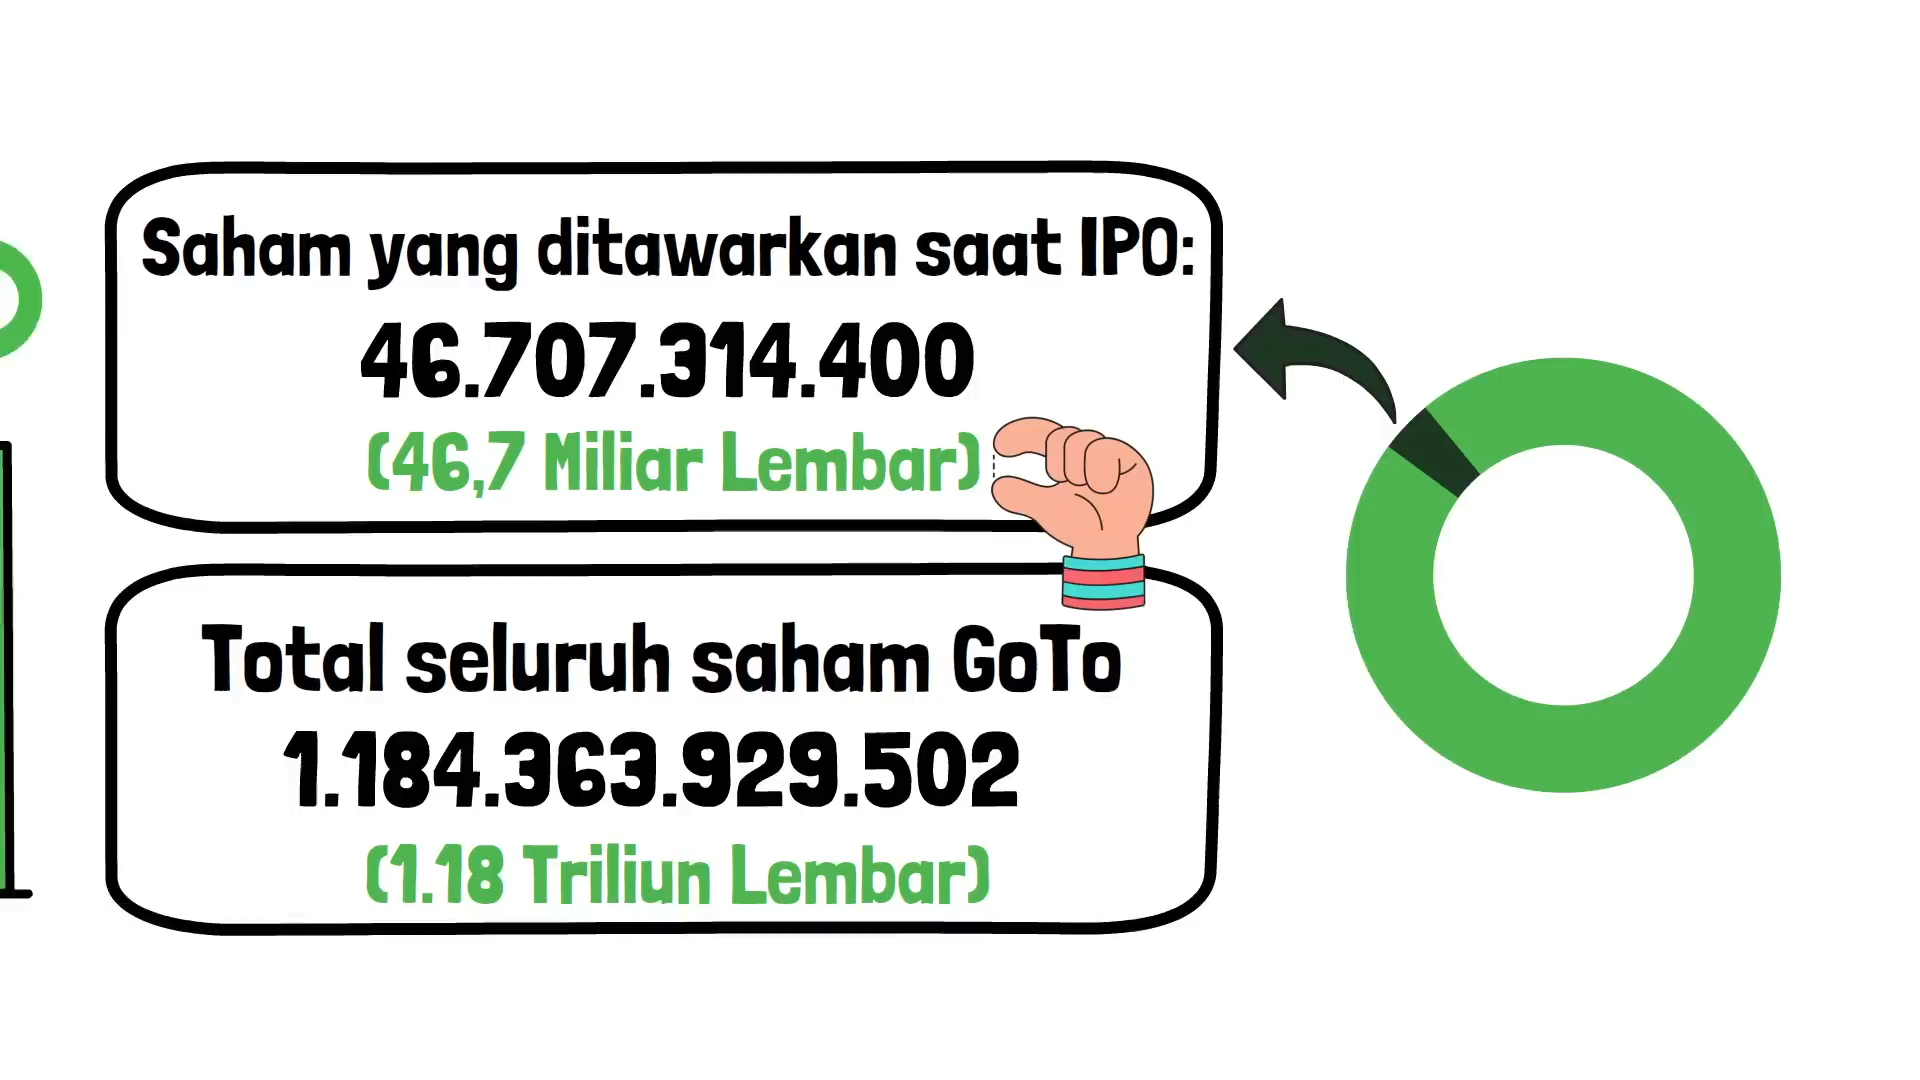 Saham yang ditawarkan saat IPO:
46.707.314.400
(46,7 Miliar Lembar)
Total seluruh saham GoTo
1.184.363.929.502
(1.18 Triliun Lembar)